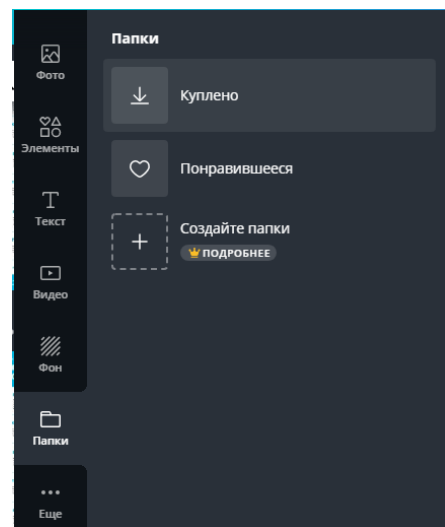 Фото
Элементы
Текст
Видео
Фон
Папки
Еще
Папки
Куплено
Понравившееся
Создайте папки
ПОДРОБНЕЕ